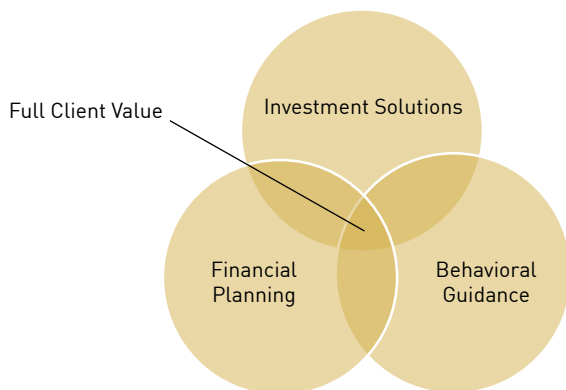 Investment Solutions
Full Client Value
Financial
Planning
Behavioral
Guidance